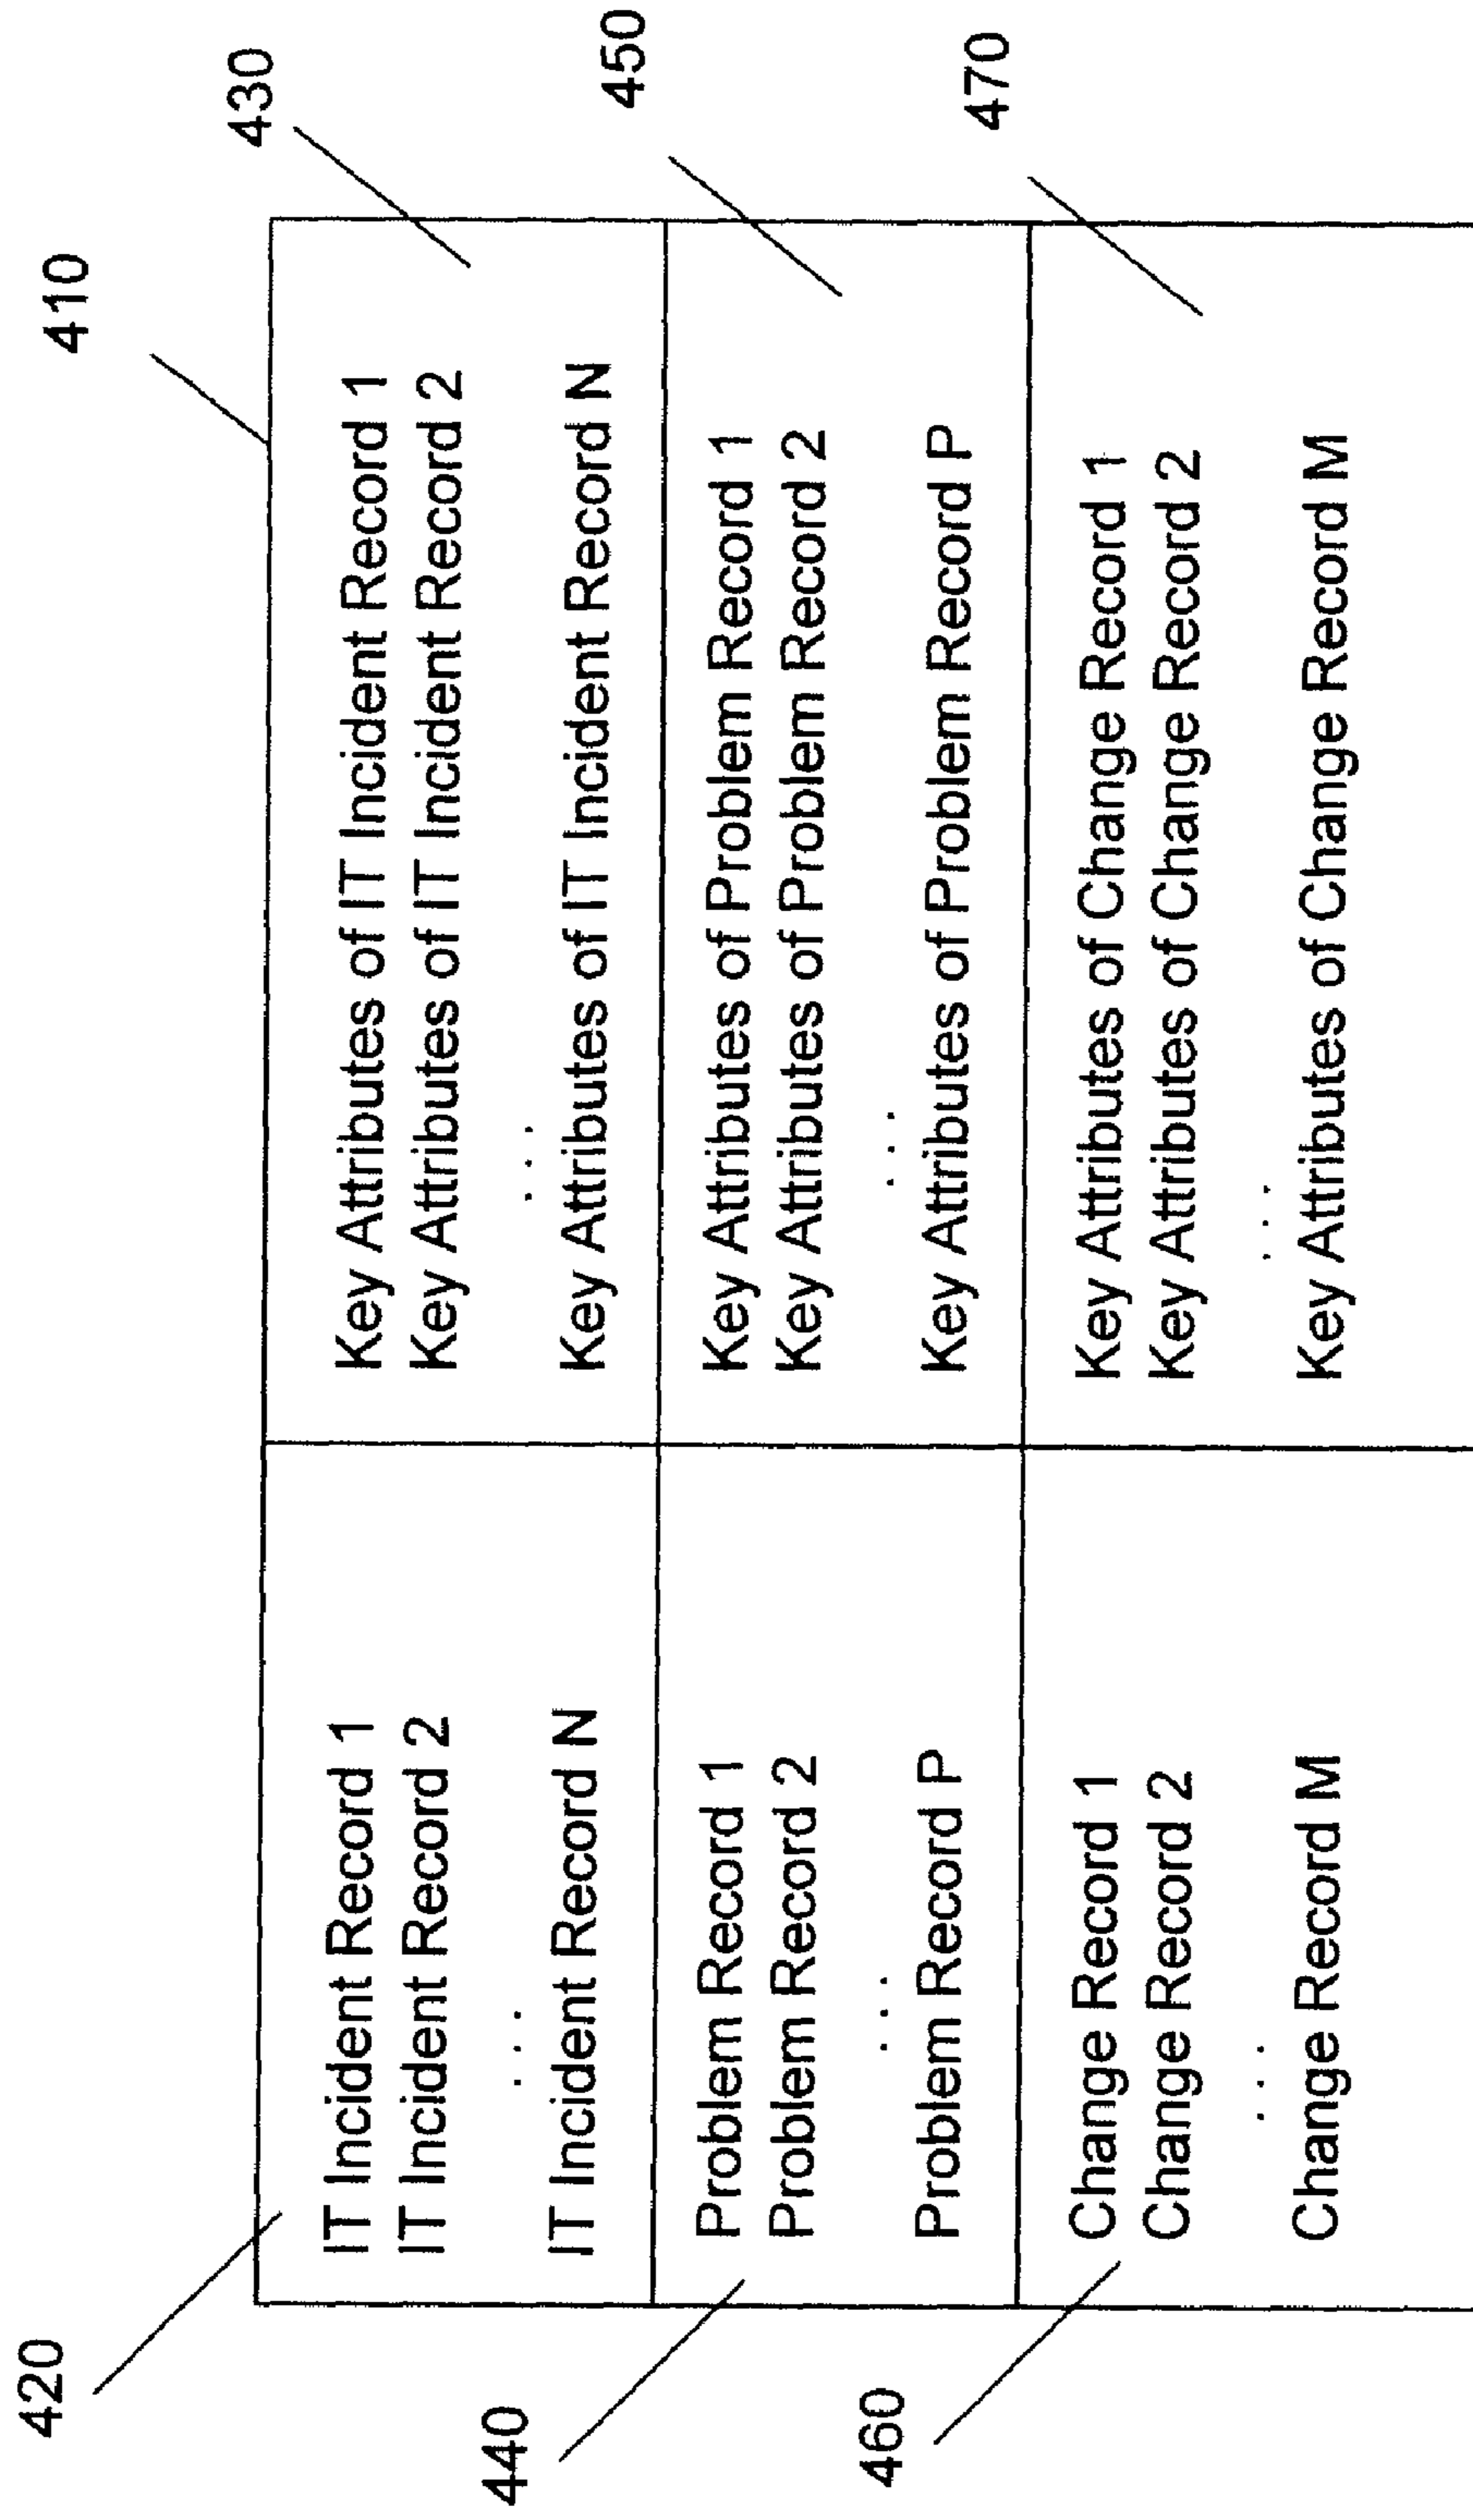 410
420
IT Incident Record 1
IT Incident Record 2
. . .
IT Incident Record N
Key Attributes of IT Incident Record 1
Key Attributes of IT Incident Record 2
. . .
Key Attributes of IT Incident Record N
430
440
Problem Record 1
Problem Record 2
. . .
Problem Record P
Key Attributes of Problem Record 1
Key Attributes of Problem Record 2
. . .
Key Attributes of Problem Record P
450
460
Change Record 1
Change Record 2
. . .
Change Record M
Key Attributes of Change Record 1
Key Attributes of Change Record 2
. . .
Key Attributes of Change Record M
470